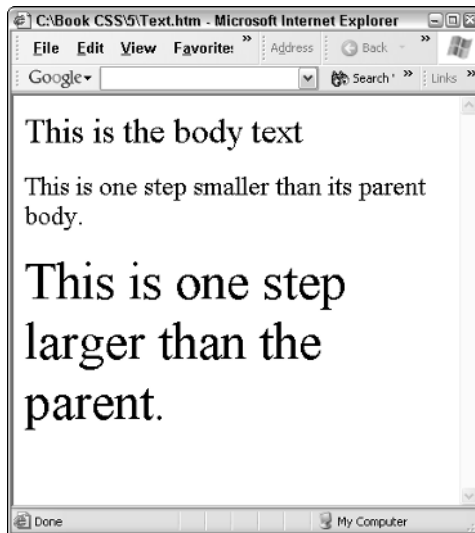 C:\Book CSS\5\Text.htm - Microsoft Internet Explorer
File Edit View Favorites » Address Back »
Google Search » Links »
This is the body text
This is one step smaller than its parent
body.
This is one step
larger than the
parent.
Done My Computer